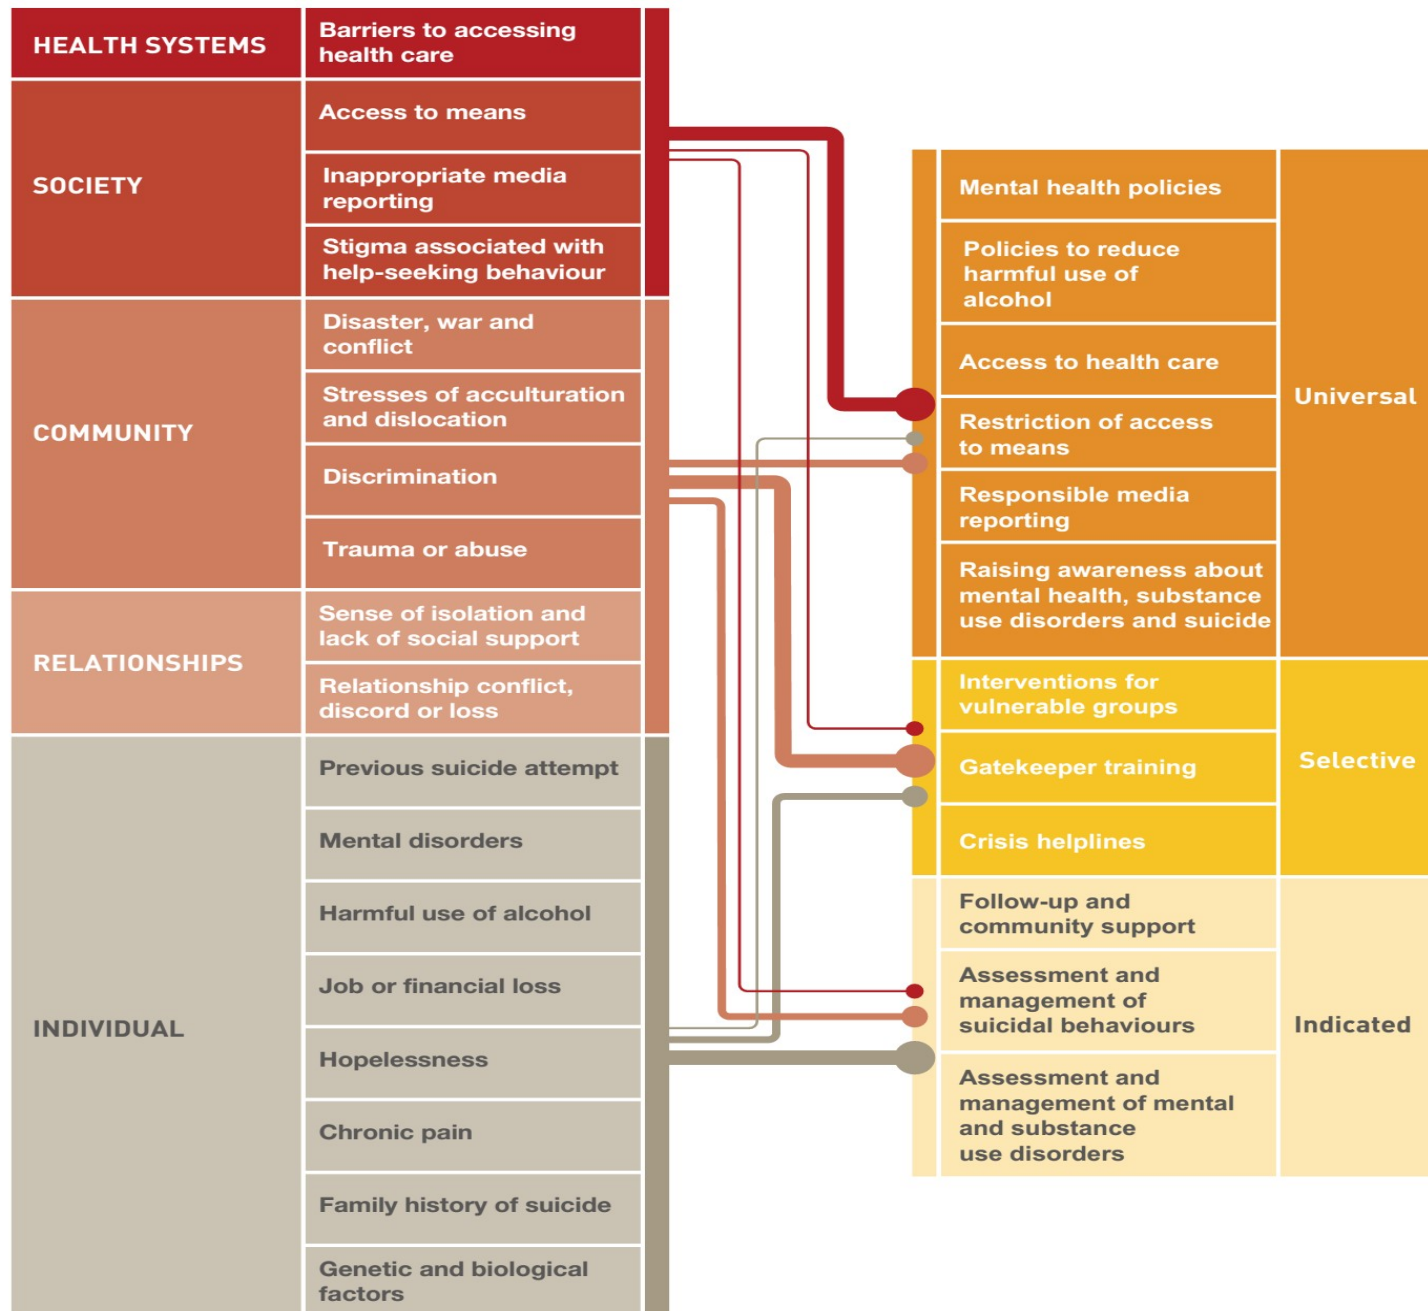 HEALTH SYSTEMS
Barriers to accessing
health care
SOCIETY
Access to means
Inappropriate media
reporting
Stigma associated with
help-seeking behaviour
COMMUNITY
Disaster, war and
conflict
Stresses of acculturation
and dislocation
Discrimination
Trauma or abuse
RELATIONSHIPS
Sense of isolation and
lack of social support
Relationship conflict,
discord or loss
INDIVIDUAL
Previous suicide attempt
Mental disorders
Harmful use of alcohol
Job or financial loss
Hopelessness
Chronic pain
Family history of suicide
Genetic and biological
factors
Mental health policies
Policies to reduce
harmful use of
alcohol
Access to health care
Restriction of access
to means
Responsible media
reporting
Raising awareness about
mental health, substance
use disorders and suicide
Universal
Interventions for
vulnerable groups
Gatekeeper training
Crisis helplines
Selective
Follow-up and
community support
Assessment and
management of
suicidal behaviours
Assessment and
management of mental
and substance
use disorders
Indicated